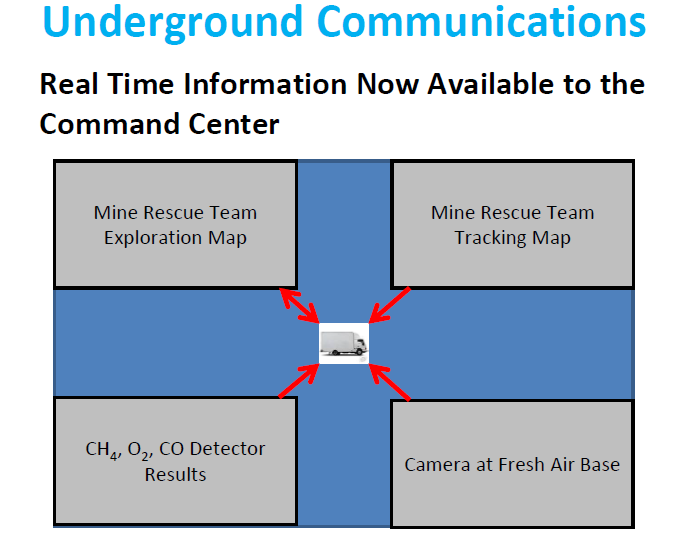 Underground Communications
Real Time Information Now Available to the
Command Center
Mine Rescue Team
Exploration Map
Mine Rescue Team
Tracking Map
CH₄, O₂, CO Detector
Results
Camera at Fresh Air Base